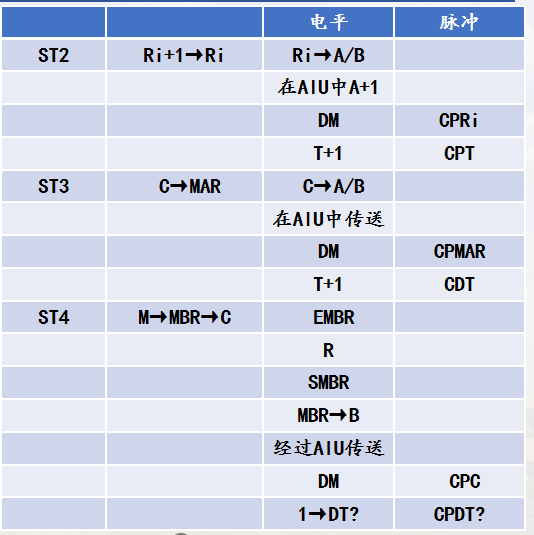 电平 脉冲
ST2 Ri+1→Ri Ri→A/B
在AIU中A+1
DM CPRi
T+1 CPT
ST3 C→MAR C→A/B
在AIU中传送
DM CPMAR
T+1 CDT
ST4 M→MBR→C EMBR
R
SMBR
MBR→B
经过AIU传送
DM CPC
1→DT? CPDT?